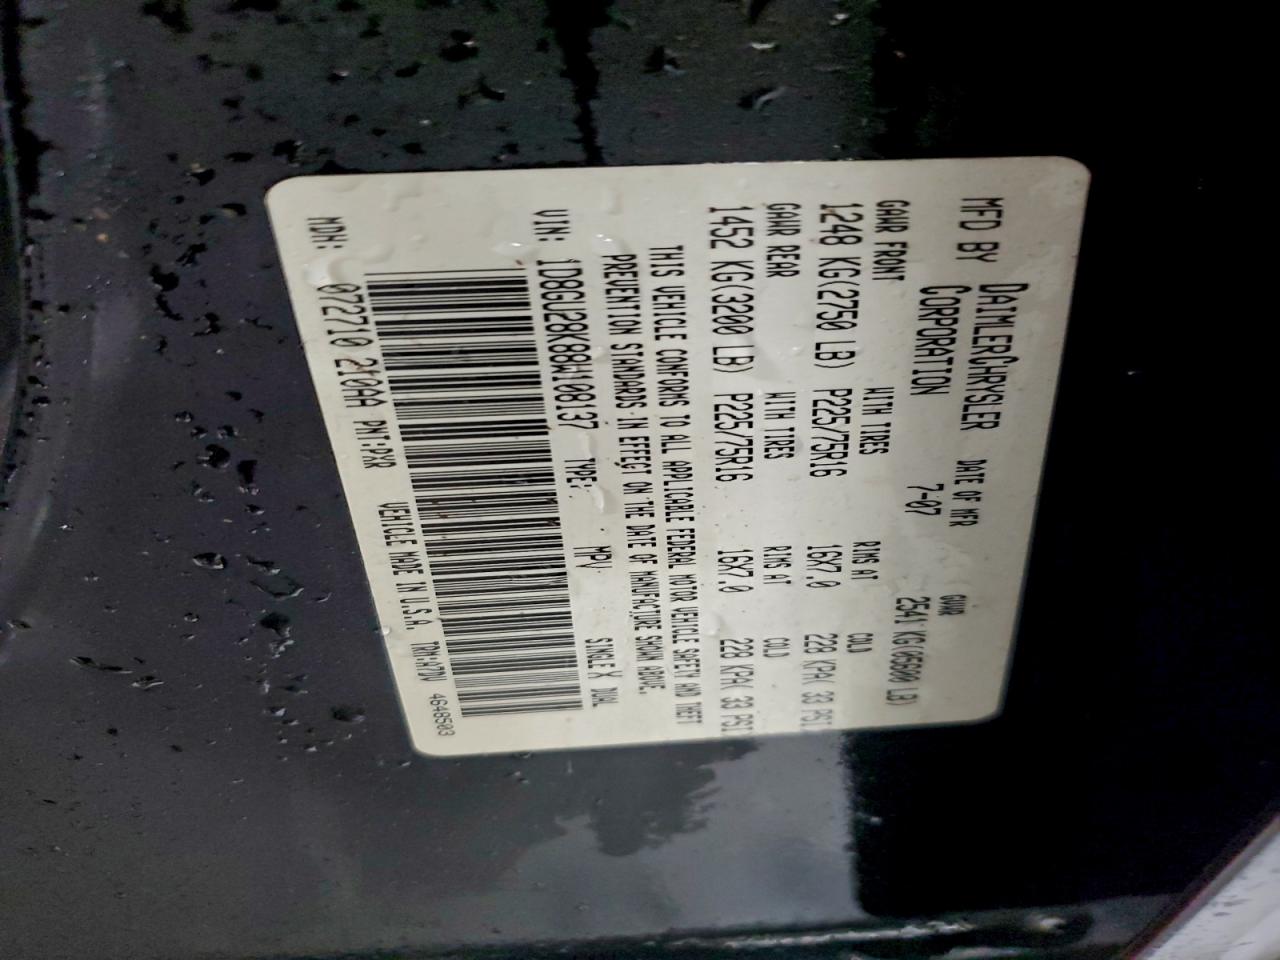 MFD BY DAIMLERCHRYSLER CORPORATION DATE OF MFR 7-07 GVWR 2541 KG(05600 LB)
GAWR FRONT WITH TIRES RIMS AT COLD
1248 KG(2750 LB) P225/75R16 16X7.0 228 KPA( 33 PSI
GAWR REAR WITH TIRES RIMS AT COLD
1452 KG(3200 LB) P225/75R16 16X7.0 228 KPA( 33 PSI
THIS VEHICLE CONFORMS TO ALL APPLICABLE FEDERAL MOTOR VEHICLE SAFETY AND THEFT
PREVENTION STANDARDS IN EFFECT ON THE DATE OF MANUFACTURE SHOWN ABOVE.
VIN: 1D8GU28K88W108137 TYPE: MPV SINGLE X DUAL
MDH: 072710 PNT:PXR VEHICLE MADE IN U.S.A. TRM:A7DV 4648503